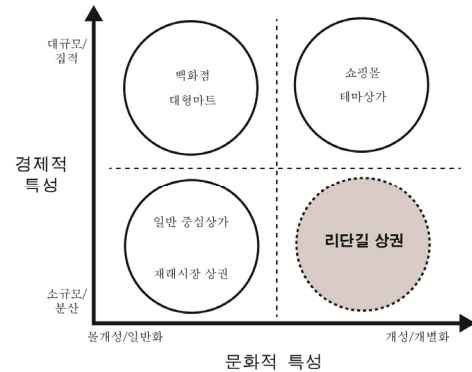 대규모/
집적
백화점
대형마트
쇼핑몰
테마상가
경제적
특성
일반 중심상가
재래시장 상권
리단길 상권
소규모/
분산
몰개성/일반화
개성/개별화
문화적 특성